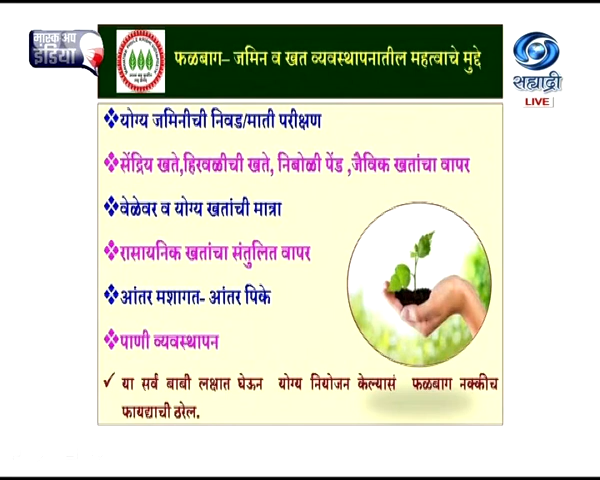 मास्क अप
इंडिया
फळबाग– जमिन व खत व्यवस्थापनातील महत्वाचे मुद्दे
सह्याद्री
LIVE
❖योग्य जमिनीची निवड/माती परीक्षण
❖सेंद्रिय खते,हिरवळीची खते, निबोळी पेंड ,जैविक खतांचा वापर
❖वेळेवर व योग्य खतांची मात्रा
❖रासायनिक खतांचा संतुलित वापर
❖आंतर मशागत- आंतर पिके
❖पाणी व्यवस्थापन
✓ या सर्व बाबी लक्षात घेऊन योग्य नियोजन केल्यासं फळबाग नक्कीच
फायद्याची ठरेल.